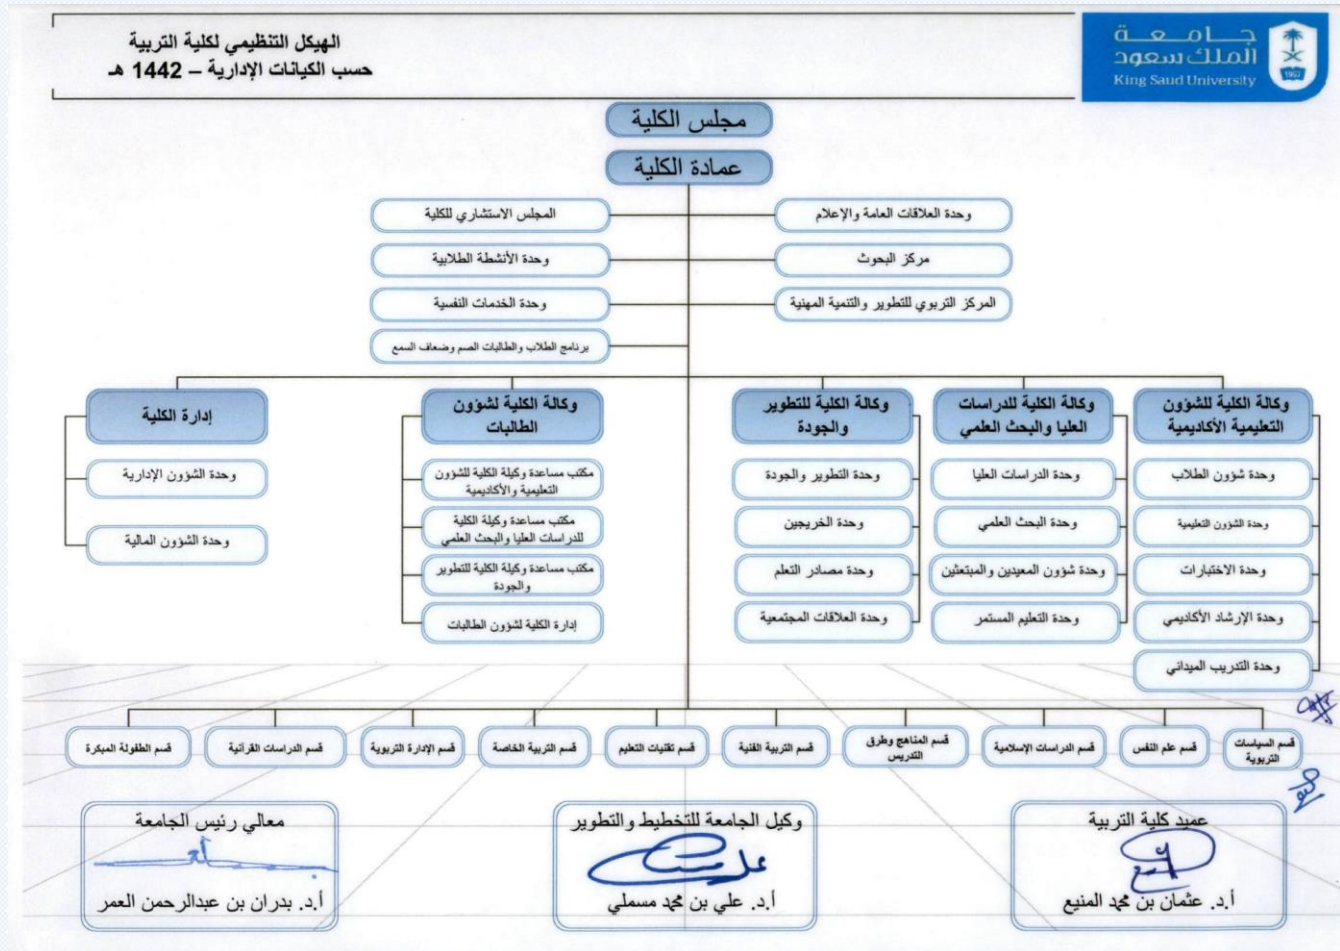 جامعة
الملك سعود
King Saud University
1957
الهيكل التنظيمي لكلية التربية
حسب الكيانات الإدارية – 1442 هـ
مجلس الكلية
عمادة الكلية
وحدة العلاقات العامة والإعلام
المجلس الاستشاري للكلية
مركز البحوث
وحدة الأنشطة الطلابية
المركز التربوي للتطوير والتنمية المهنية
وحدة الخدمات النفسية
برنامج الطلاب والطالبات الصم وضعاف السمع
وكالة الكلية للشؤون
التعليمية الأكاديمية
وحدة شؤون الطلاب
وحدة الشؤون التعليمية
وحدة الاختبارات
وحدة الإرشاد الأكاديمي
وحدة التدريب الميداني
وكالة الكلية للدراسات
العليا والبحث العلمي
وحدة الدراسات العليا
وحدة البحث العلمي
وحدة شؤون المعيدين والمبتعثين
وحدة التعليم المستمر
وكالة الكلية للتطوير
والجودة
وحدة التطوير والجودة
وحدة الخريجين
وحدة مصادر التعلم
وحدة العلاقات المجتمعية
وكالة الكلية لشؤون
الطالبات
مكتب مساعدة وكيلة الكلية للشؤون
التعليمية والأكاديمية
مكتب مساعدة وكيلة الكلية
للدراسات العليا والبحث العلمي
مكتب مساعدة وكيلة الكلية للتطوير
والجودة
إدارة الكلية لشؤون الطالبات
إدارة الكلية
وحدة الشؤون الإدارية
وحدة الشؤون المالية
قسم السياسات
التربوية
قسم علم النفس
قسم الدراسات الإسلامية
قسم المناهج وطرق
التدريس
قسم التربية الفنية
قسم تقنيات التعليم
قسم التربية الخاصة
قسم الإدارة التربوية
قسم الدراسات القرآنية
قسم الطفولة المبكرة
عميد كلية التربية
أ.د. عثمان بن محمد المنيع
وكيل الجامعة للتخطيط والتطوير
أ.د. علي بن محمد مسملي
معالي رئيس الجامعة
أ.د. بدران بن عبدالرحمن العمر